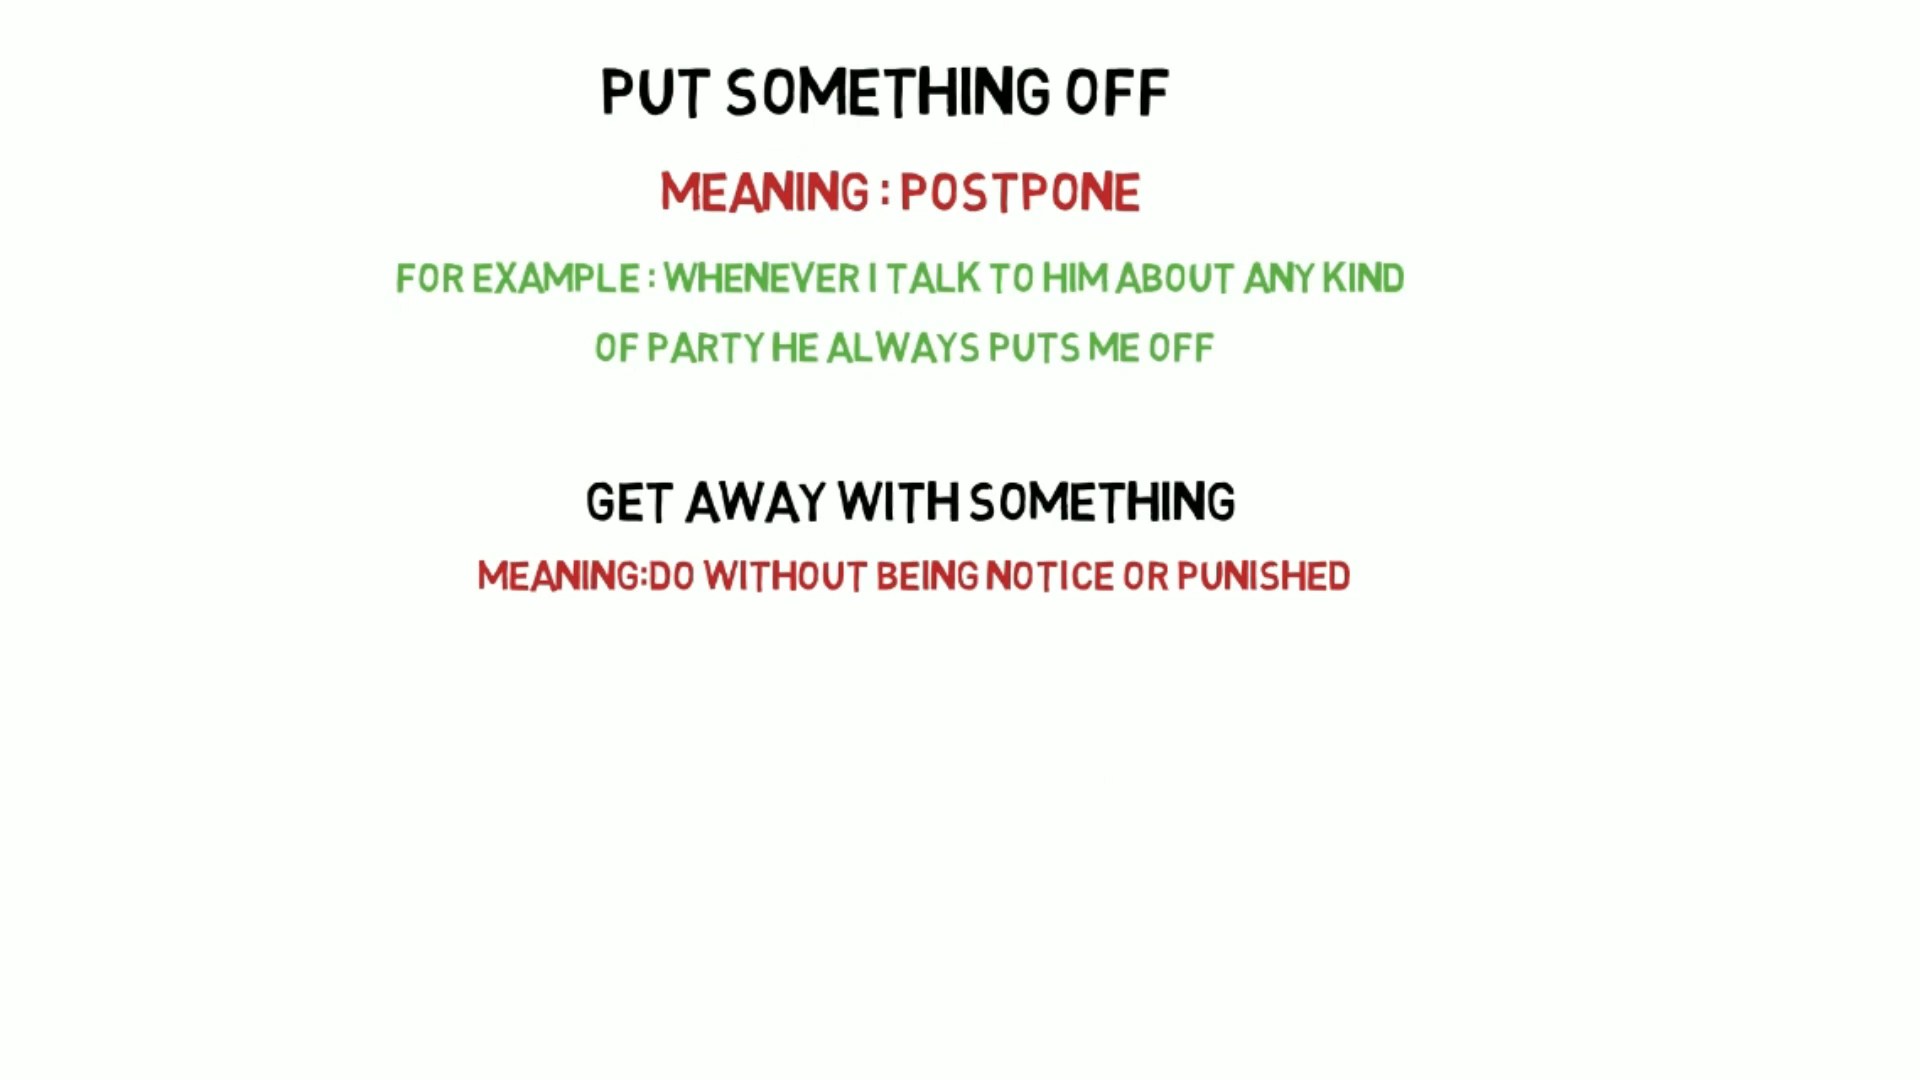 PUT SOMETHING OFF
MEANING : POSTPONE
FOR EXAMPLE : WHENEVER I TALK TO HIM ABOUT ANY KIND
OF PARTY HE ALWAYS PUTS ME OFF
GET AWAY WITH SOMETHING
MEANING:DO WITHOUT BEING NOTICE OR PUNISHED